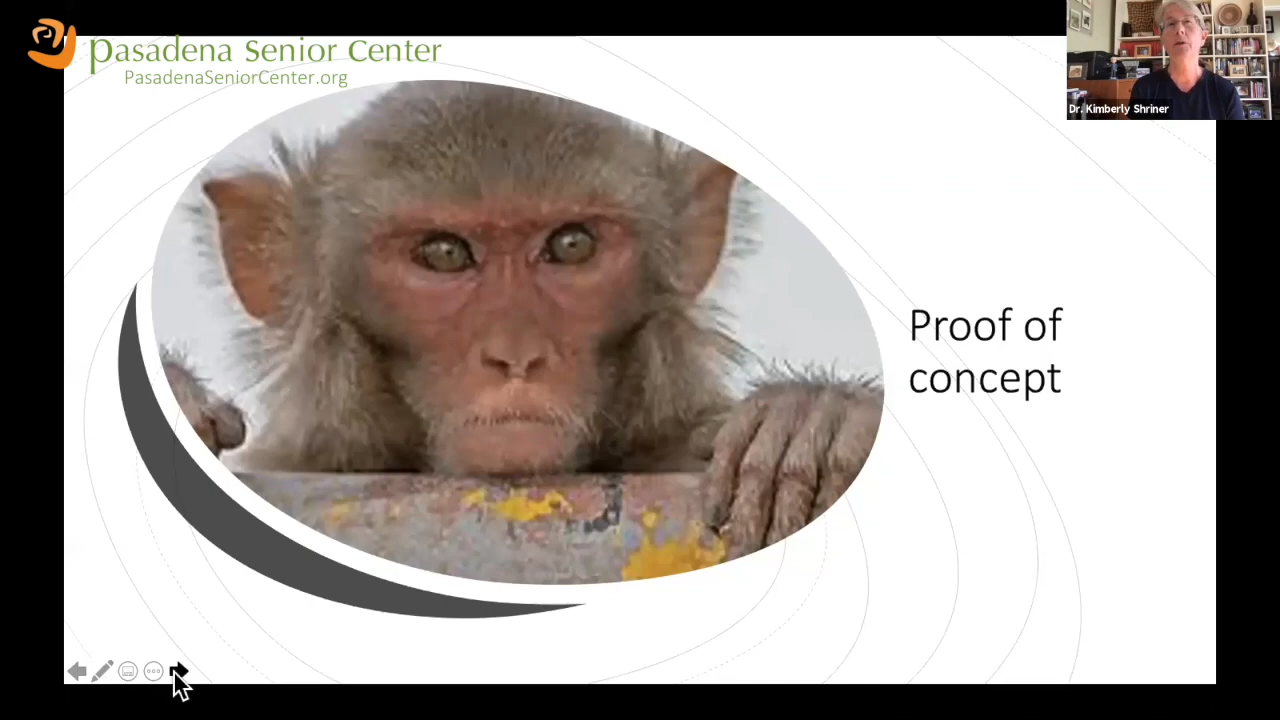 Pasadena Senior Center
PasadenaSeniorCenter.org
Dr. Kimberly Shriner
Proof of
concept